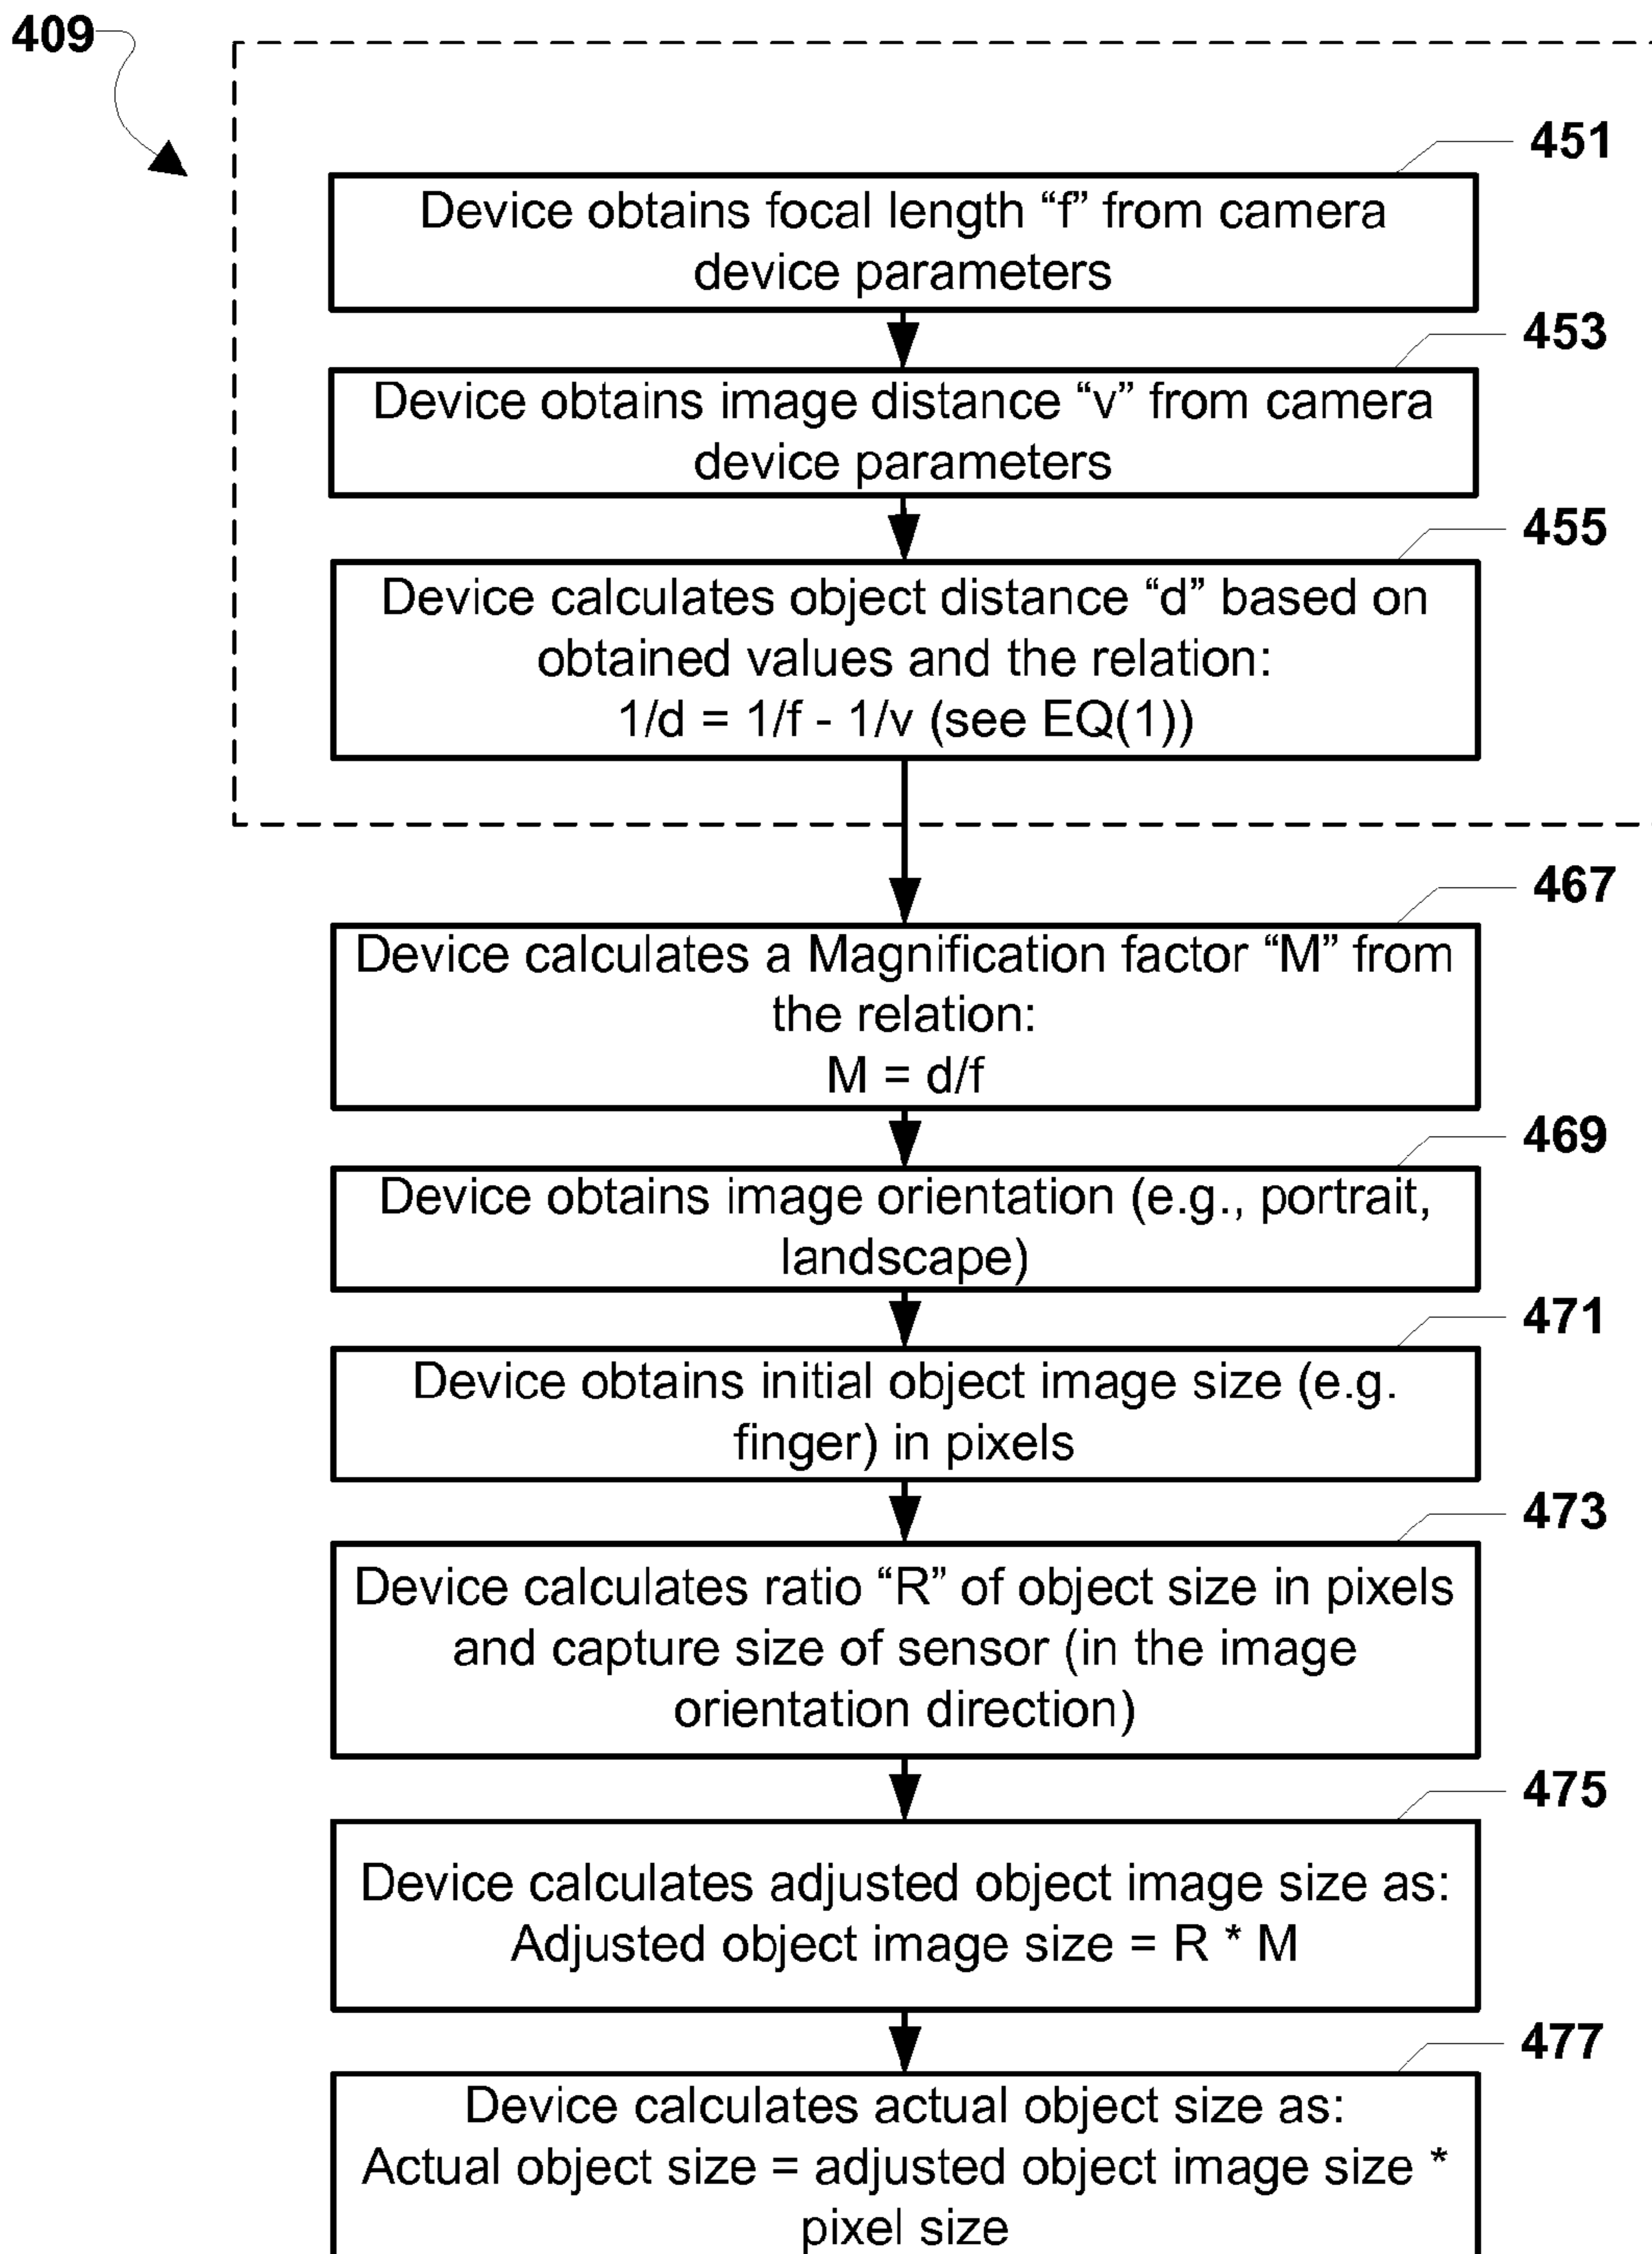 409
451
Device obtains focal length “f” from camera
device parameters
453
Device obtains image distance “v” from camera
device parameters
455
Device calculates object distance “d” based on
obtained values and the relation:
1/d = 1/f - 1/v (see EQ(1))
467
Device calculates a Magnification factor “M” from
the relation:
M = d/f
469
Device obtains image orientation (e.g., portrait,
landscape)
471
Device obtains initial object image size (e.g.
finger) in pixels
473
Device calculates ratio “R” of object size in pixels
and capture size of sensor (in the image
orientation direction)
475
Device calculates adjusted object image size as:
Adjusted object image size = R * M
477
Device calculates actual object size as:
Actual object size = adjusted object image size *
pixel size